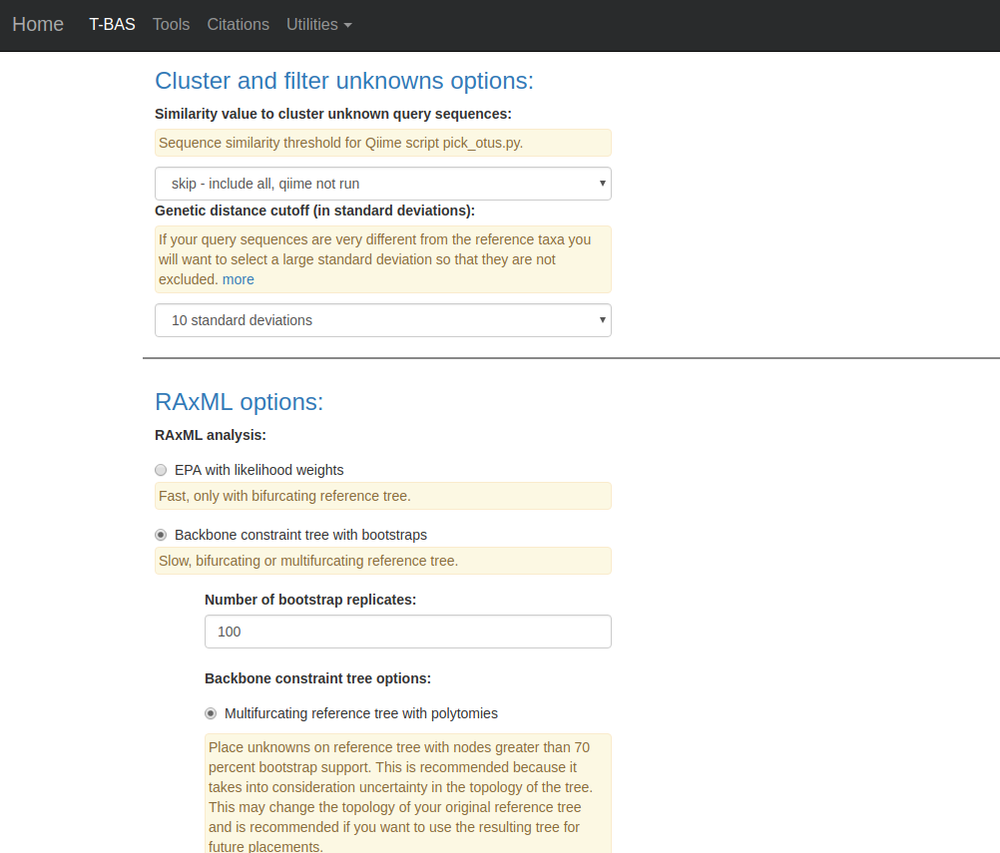 Home T-BAS Tools Citations Utilities
Cluster and filter unknowns options:
Similarity value to cluster unknown query sequences:
Sequence similarity threshold for Qiime script pick_otus.py.
skip - include all, qiime not run
Genetic distance cutoff (in standard deviations):
If your query sequences are very different from the reference taxa you
will want to select a large standard deviation so that they are not
excluded. more
10 standard deviations
RAxML options:
RAxML analysis:
EPA with likelihood weights
Fast, only with bifurcating reference tree.
Backbone constraint tree with bootstraps
Slow, bifurcating or multifurcating reference tree.
Number of bootstrap replicates:
100
Backbone constraint tree options:
Multifurcating reference tree with polytomies
Place unknowns on reference tree with nodes greater than 70
percent bootstrap support. This is recommended because it
takes into consideration uncertainty in the topology of the tree.
This may change the topology of your original reference tree
and is recommended if you want to use the resulting tree for
future placements.